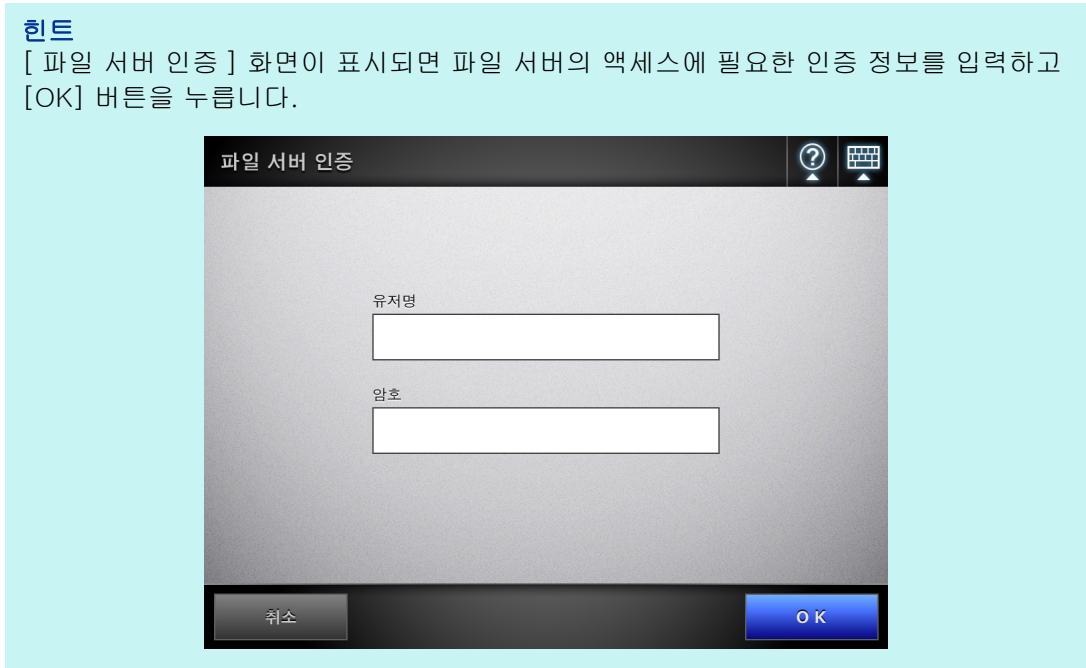 힌트
[ 파일 서버 인증 ] 화면이 표시되면 파일 서버의 액세스에 필요한 인증 정보를 입력하고
[OK] 버튼을 누릅니다.
파일 서버 인증
유저명
암호
취소
OK